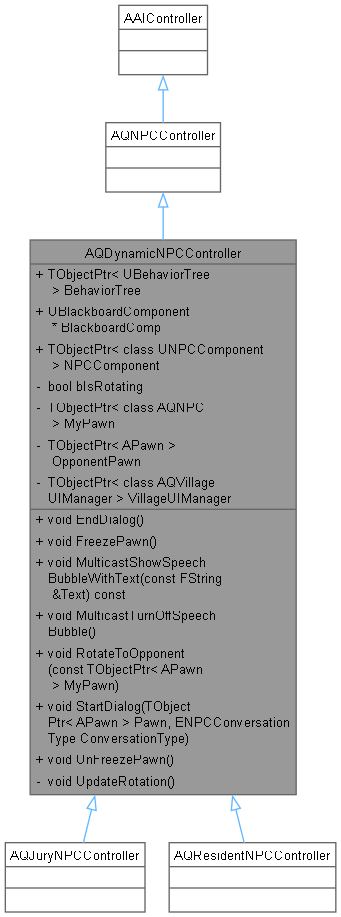 AAIController
AQNPCController
AQDynamicNPCController
+ TObjectPtr< UBehaviorTree
> BehaviorTree
+ UBlackboardComponent
* BlackboardComp
+ TObjectPtr< class UNPCComponent
> NPCComponent
- bool bIsRotating
- TObjectPtr< class AQNPC
> MyPawn
- TObjectPtr< APawn >
OpponentPawn
- TObjectPtr< class AQVillage
UIManager > VillageUIManager
+ void EndDialog()
+ void FreezePawn()
+ void MulticastShowSpeech
BubbleWithText(const FString
&Text) const
+ void MulticastTurnOffSpeech
Bubble()
+ void RotateToOpponent
(const TObjectPtr< APawn
> MyPawn)
+ void StartDialog(TObject
Ptr< APawn > Pawn, ENPCConversation
Type ConversationType)
+ void UnFreezePawn()
- void UpdateRotation()
AQJuryNPCController
AQResidentNPCController